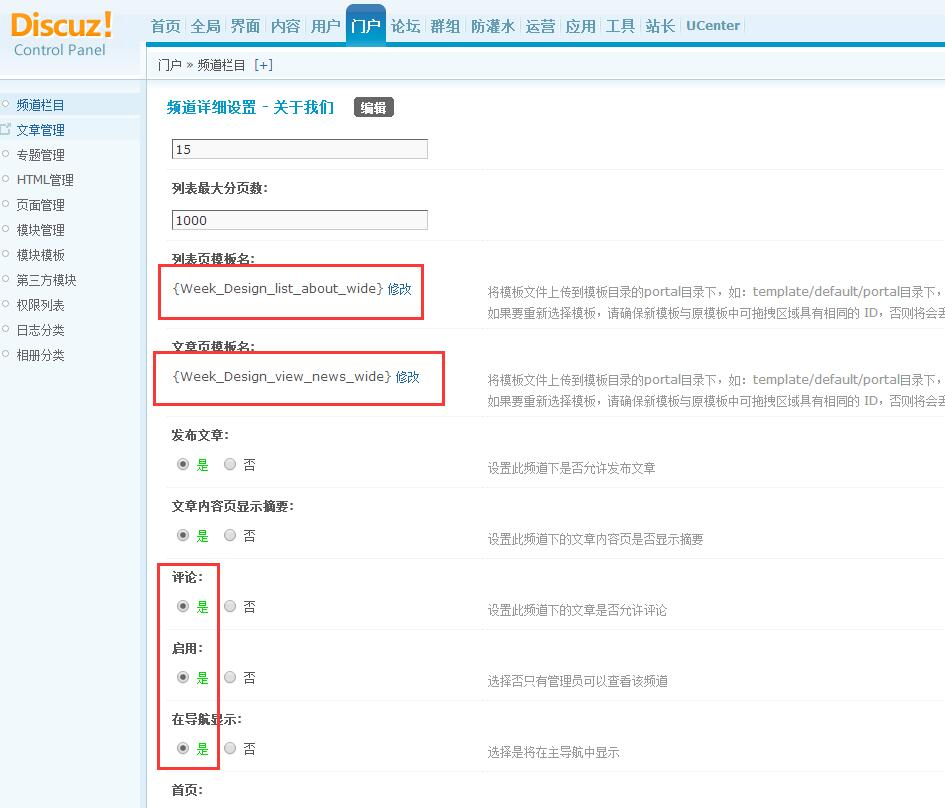 Discuz!
Control Panel
首页 全局 界面 内容 用户 门户 论坛 群组 防灌水 运营 应用 工具 站长 UCenter
门户 » 频道栏目 [+]
频道栏目
文章管理
专题管理
HTML管理
页面管理
模块管理
模块模板
第三方模块
权限列表
日志分类
相册分类
频道详细设置 - 关于我们 编辑
15
列表最大分页数:
1000
列表页模板名:
{Week_Design_list_about_wide} 修改
将模板文件上传到模板目录的portal目录下，如：template/default/portal目录下，
如果要重新选择模板，请确保新模板与原模板中可拖拽区域具有相同的 ID，否则将会丢
文章页模板名:
{Week_Design_view_news_wide} 修改
将模板文件上传到模板目录的portal目录下，如：template/default/portal目录下，
如果要重新选择模板，请确保新模板与原模板中可拖拽区域具有相同的 ID，否则将会丢
发布文章:
是 否
设置此频道下是否允许发布文章
文章内容页显示摘要:
是 否
设置此频道下的文章内容页是否显示摘要
评论:
是 否
设置此频道下的文章是否允许评论
启用:
是 否
选择否只有管理员可以查看该频道
在导航显示:
是 否
选择是将在主导航中显示
首页: